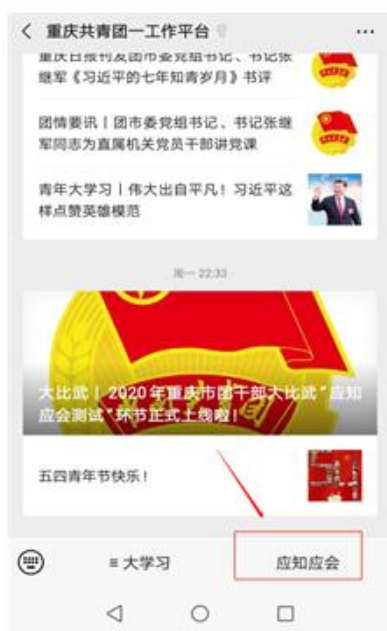 重庆共青团一工作平台
重庆日报刊发团市委党组书记、书记张
继军《习近平的七年知青岁月》书评
团情要讯丨团市委党组书记、书记张继
军同志为直属机关党员干部讲党课
青年大学习丨伟大出自平凡！习近平这
样点赞英雄模范
周一 22:33
大比武丨2020年重庆市团干部大比武“应知
应会测试”环节正式上线啦！
五四青年节快乐！
≡ 大学习
应知应会